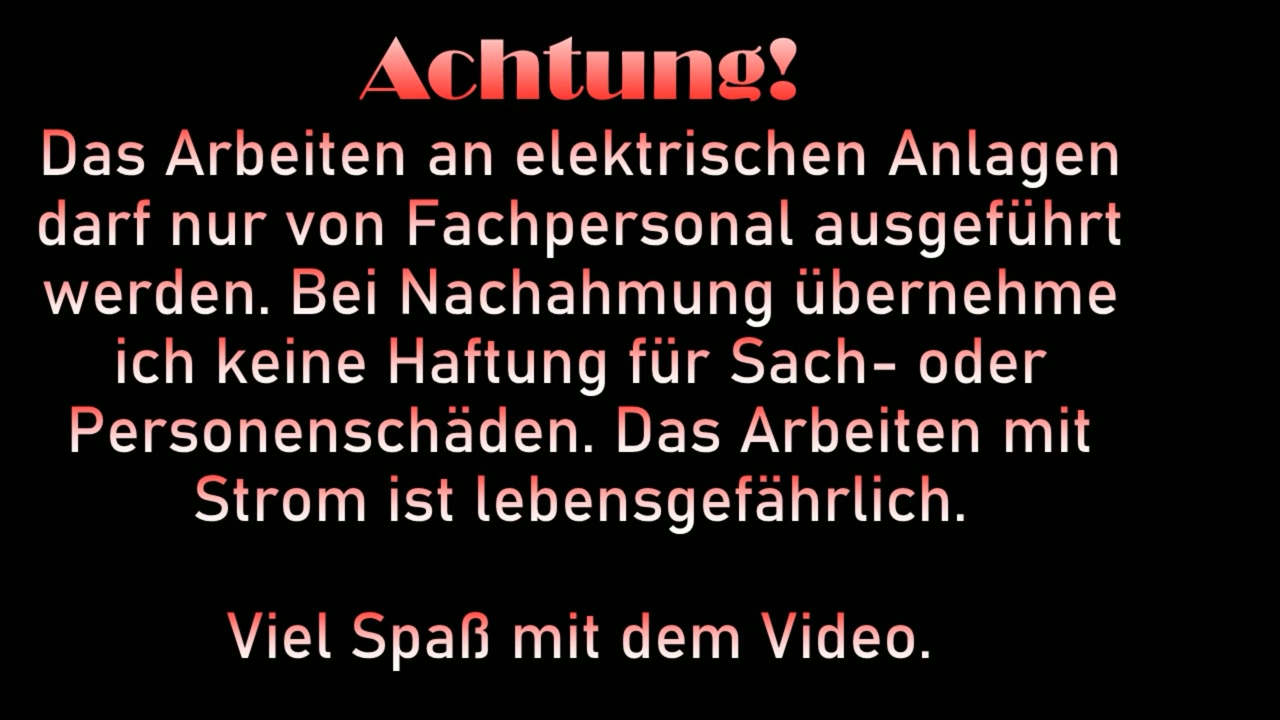 Achtung!
Das Arbeiten an elektrischen Anlagen
darf nur von Fachpersonal ausgeführt
werden. Bei Nachahmung übernehme
ich keine Haftung für Sach- oder
Personenschäden. Das Arbeiten mit
Strom ist lebensgefährlich.
Viel Spaß mit dem Video.